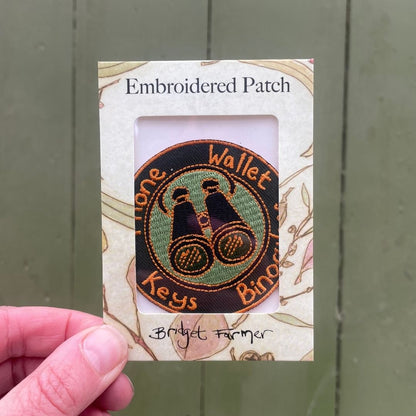 Embroidered Patch
Wallet
Keys
Bridget Farmer